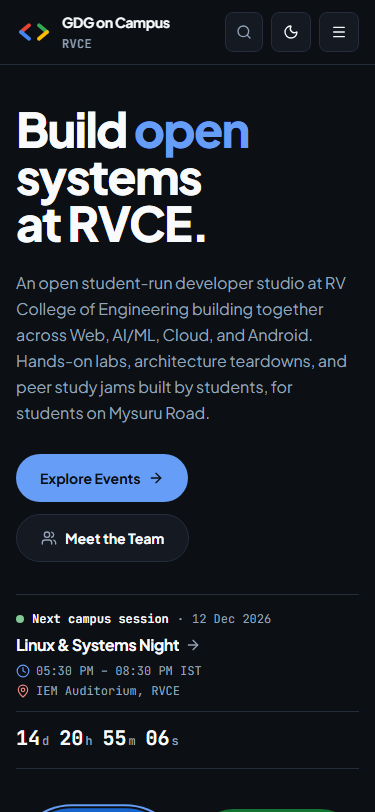 GDG on Campus
RVCE
Build open
systems
at RVCE.
An open student-run developer studio at RV
College of Engineering building together
across Web, AI/ML, Cloud, and Android.
Hands-on labs, architecture teardowns, and
peer study jams built by students, for
students on Mysuru Road.
Explore Events →
Meet the Team
Next campus session · 12 Dec 2026
Linux & Systems Night →
05:30 PM – 08:30 PM IST
IEM Auditorium, RVCE
14d 20h 55m 06s